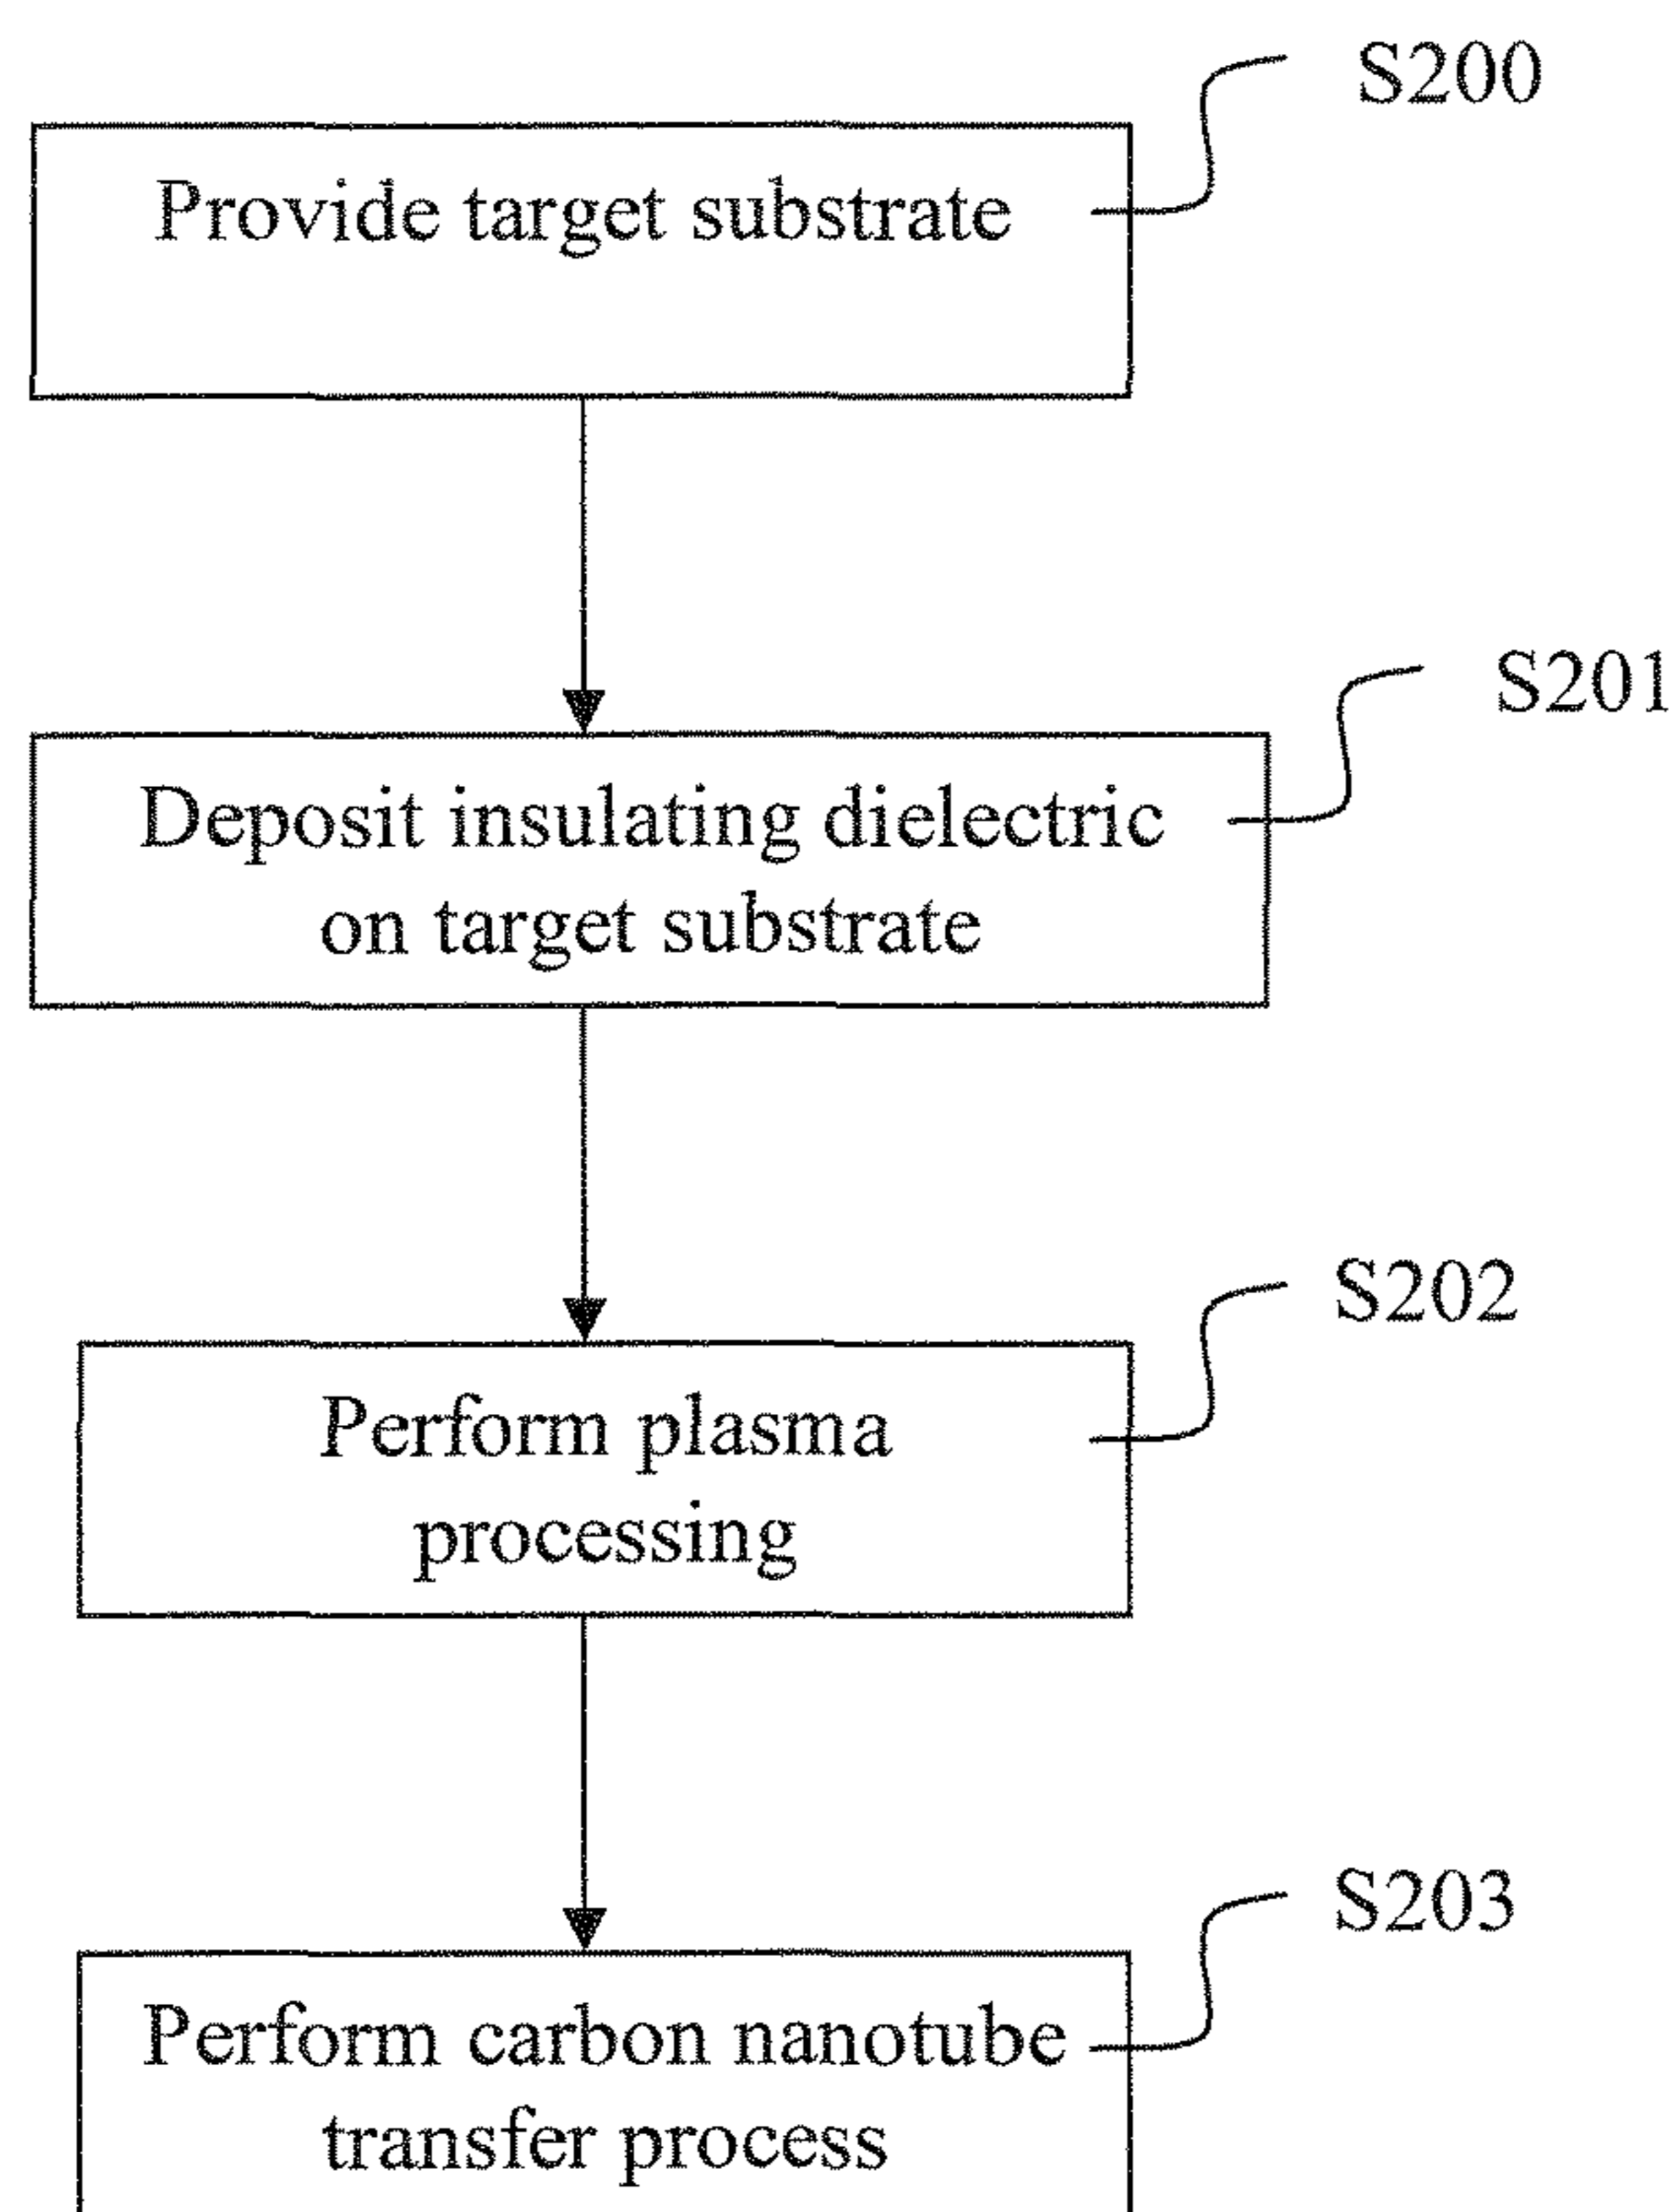 S200
Provide target substrate
S201
Deposit insulating dielectric
on target substrate
S202
Perform plasma
processing
S203
Perform carbon nanotube
transfer process